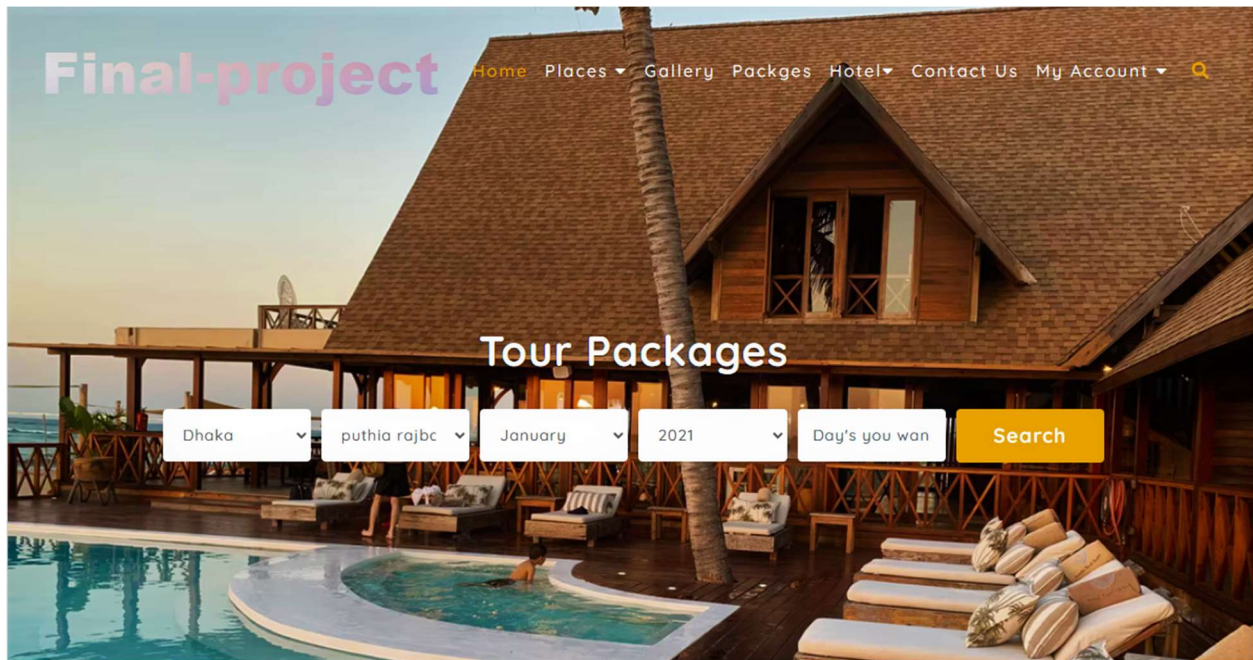 Final-project
Home Places Gallery Packges Hotel Contact Us My Account
Tour Packages
Dhaka puthia rajbc January 2021 Day's you wan Search